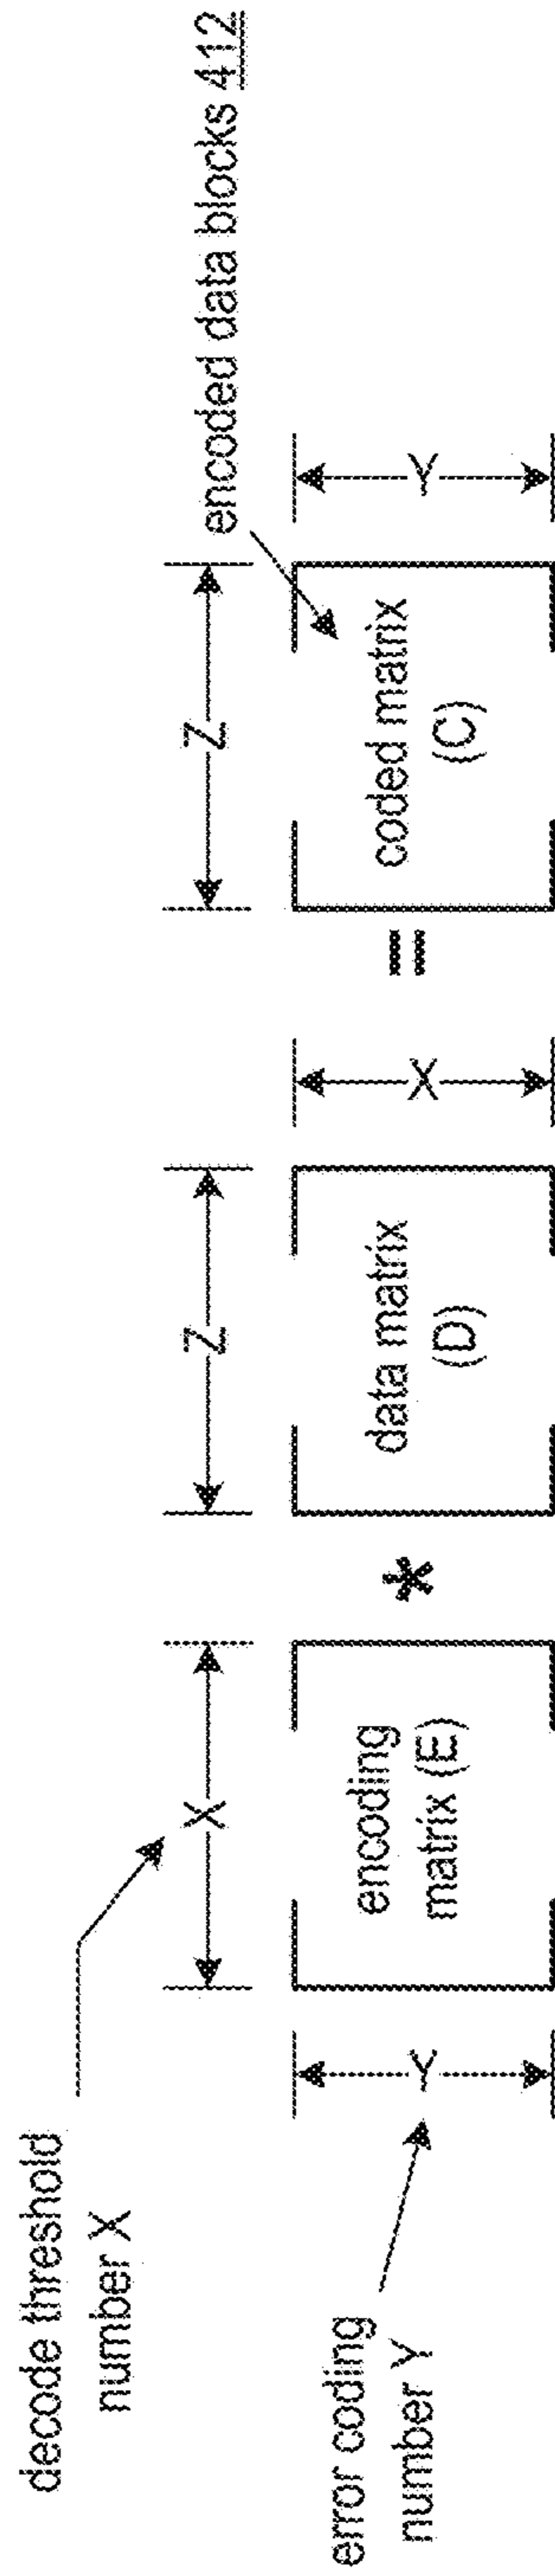 decode threshold
number X
error coding
number Y
Y
X
encoding
matrix (E)
*
Z
data matrix
(D)
X
=
Z
coded matrix
(C)
Y
encoded data blocks 412